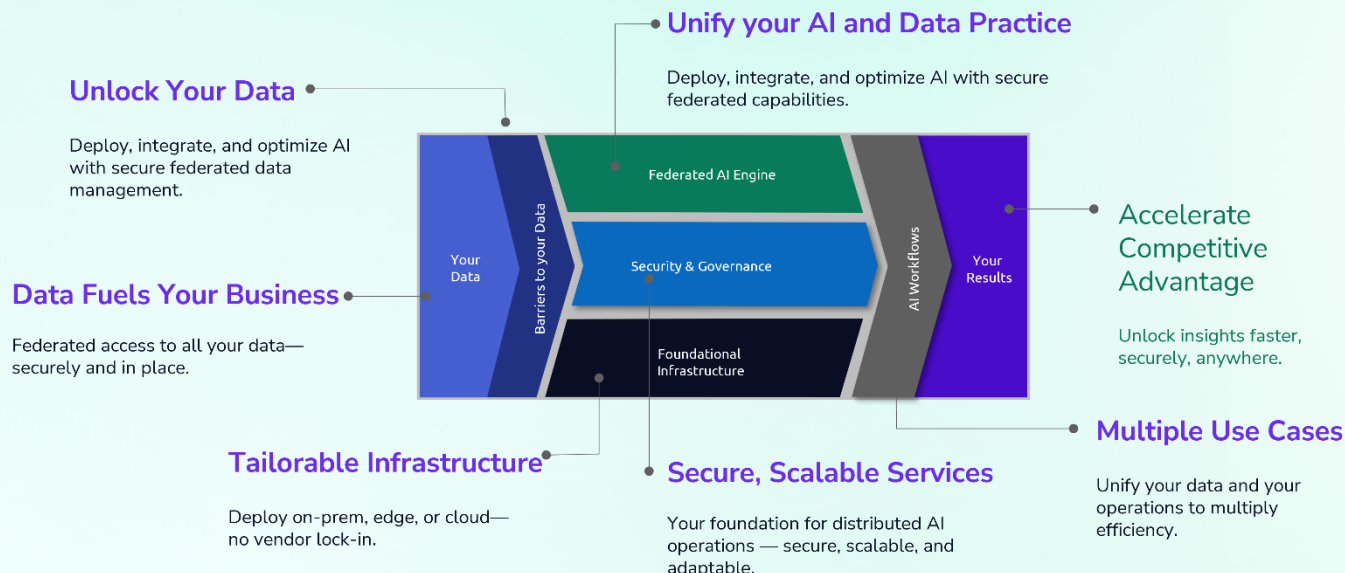 Unify your AI and Data Practice
Deploy, integrate, and optimize AI with secure
federated capabilities.
Unlock Your Data
Deploy, integrate, and optimize AI
with secure federated data
management.
Data Fuels Your Business
Federated access to all your data—
securely and in place.
Your
Data
Barriers to your Data
Federated AI Engine
Security & Governance
Foundational
Infrastructure
AI Workflows
Your
Results
Accelerate
Competitive
Advantage
Unlock insights faster,
securely, anywhere.
Tailorable Infrastructure
Deploy on-prem, edge, or cloud—
no vendor lock-in.
Secure, Scalable Services
Your foundation for distributed AI
operations — secure, scalable, and
adaptable.
Multiple Use Cases
Unify your data and your
operations to multiply
efficiency.